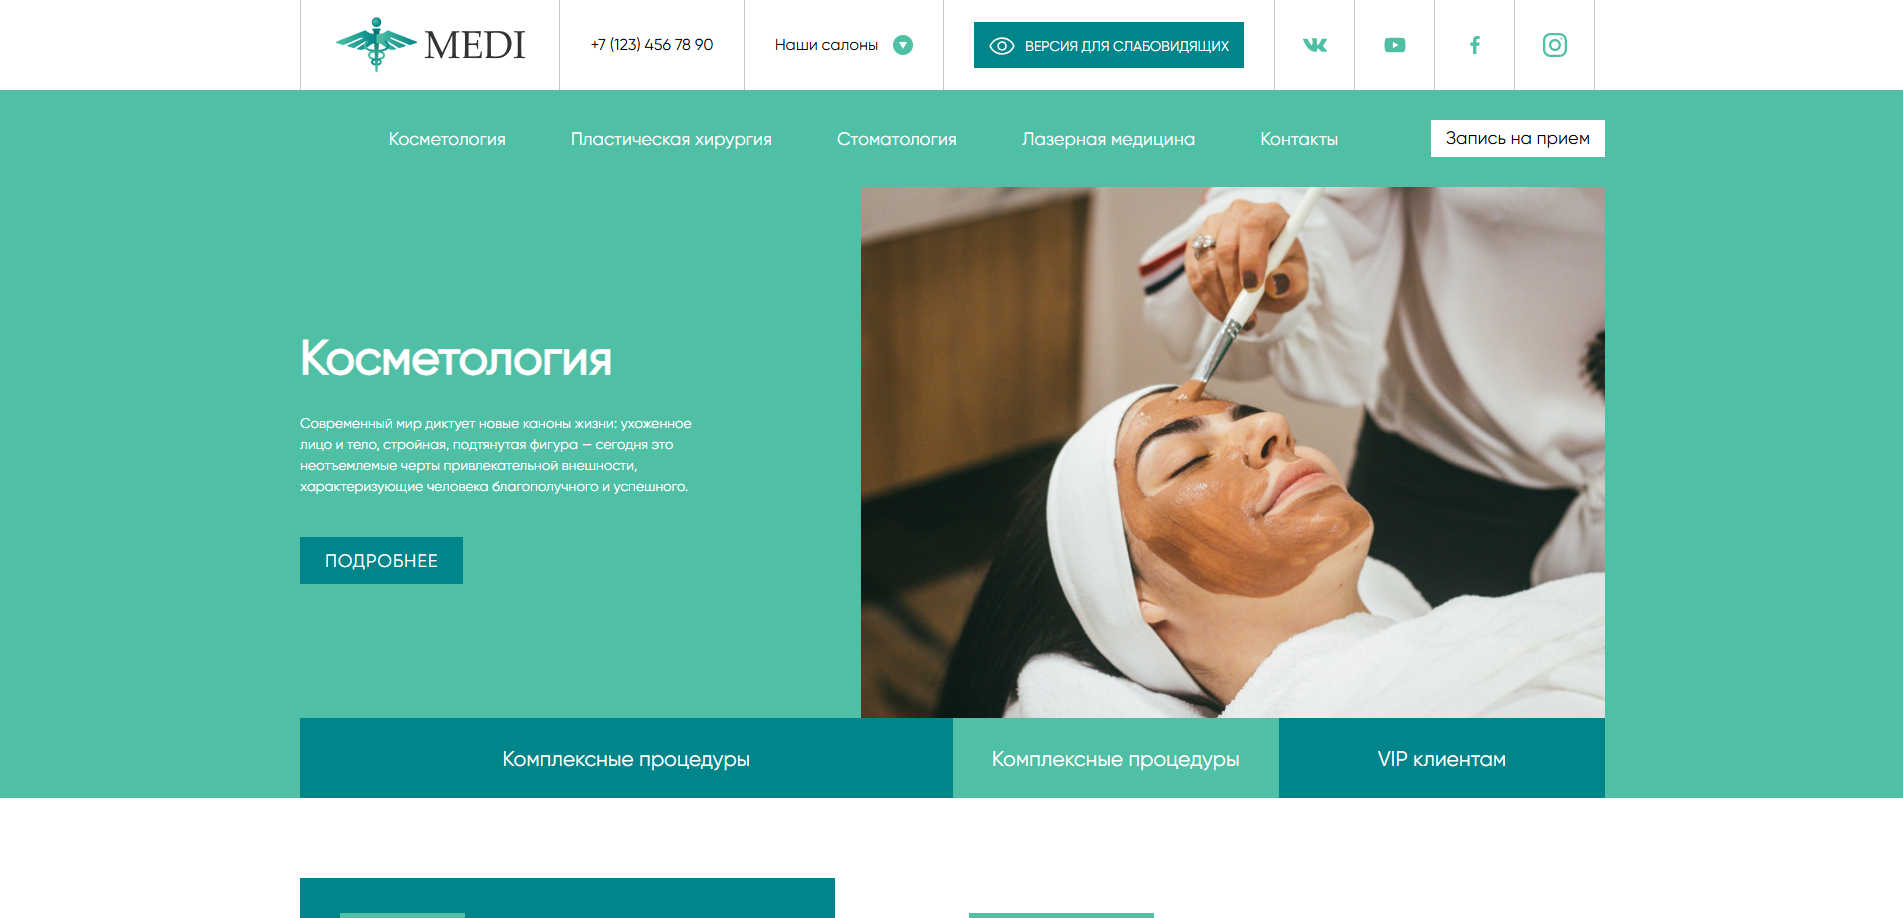 MEDI
+7 (123) 456 78 90
Наши салоны
ВЕРСИЯ ДЛЯ СЛАБОВИДЯЩИХ
Косметология
Пластическая хирургия
Стоматология
Лазерная медицина
Контакты
Запись на прием
Косметология
Современный мир диктует новые каноны жизни: ухоженное
лицо и тело, стройная, подтянутая фигура — сегодня это
неотъемлемые черты привлекательной внешности,
характеризующие человека благополучного и успешного.
ПОДРОБНЕЕ
Комплексные процедуры
Комплексные процедуры
VIP клиентам